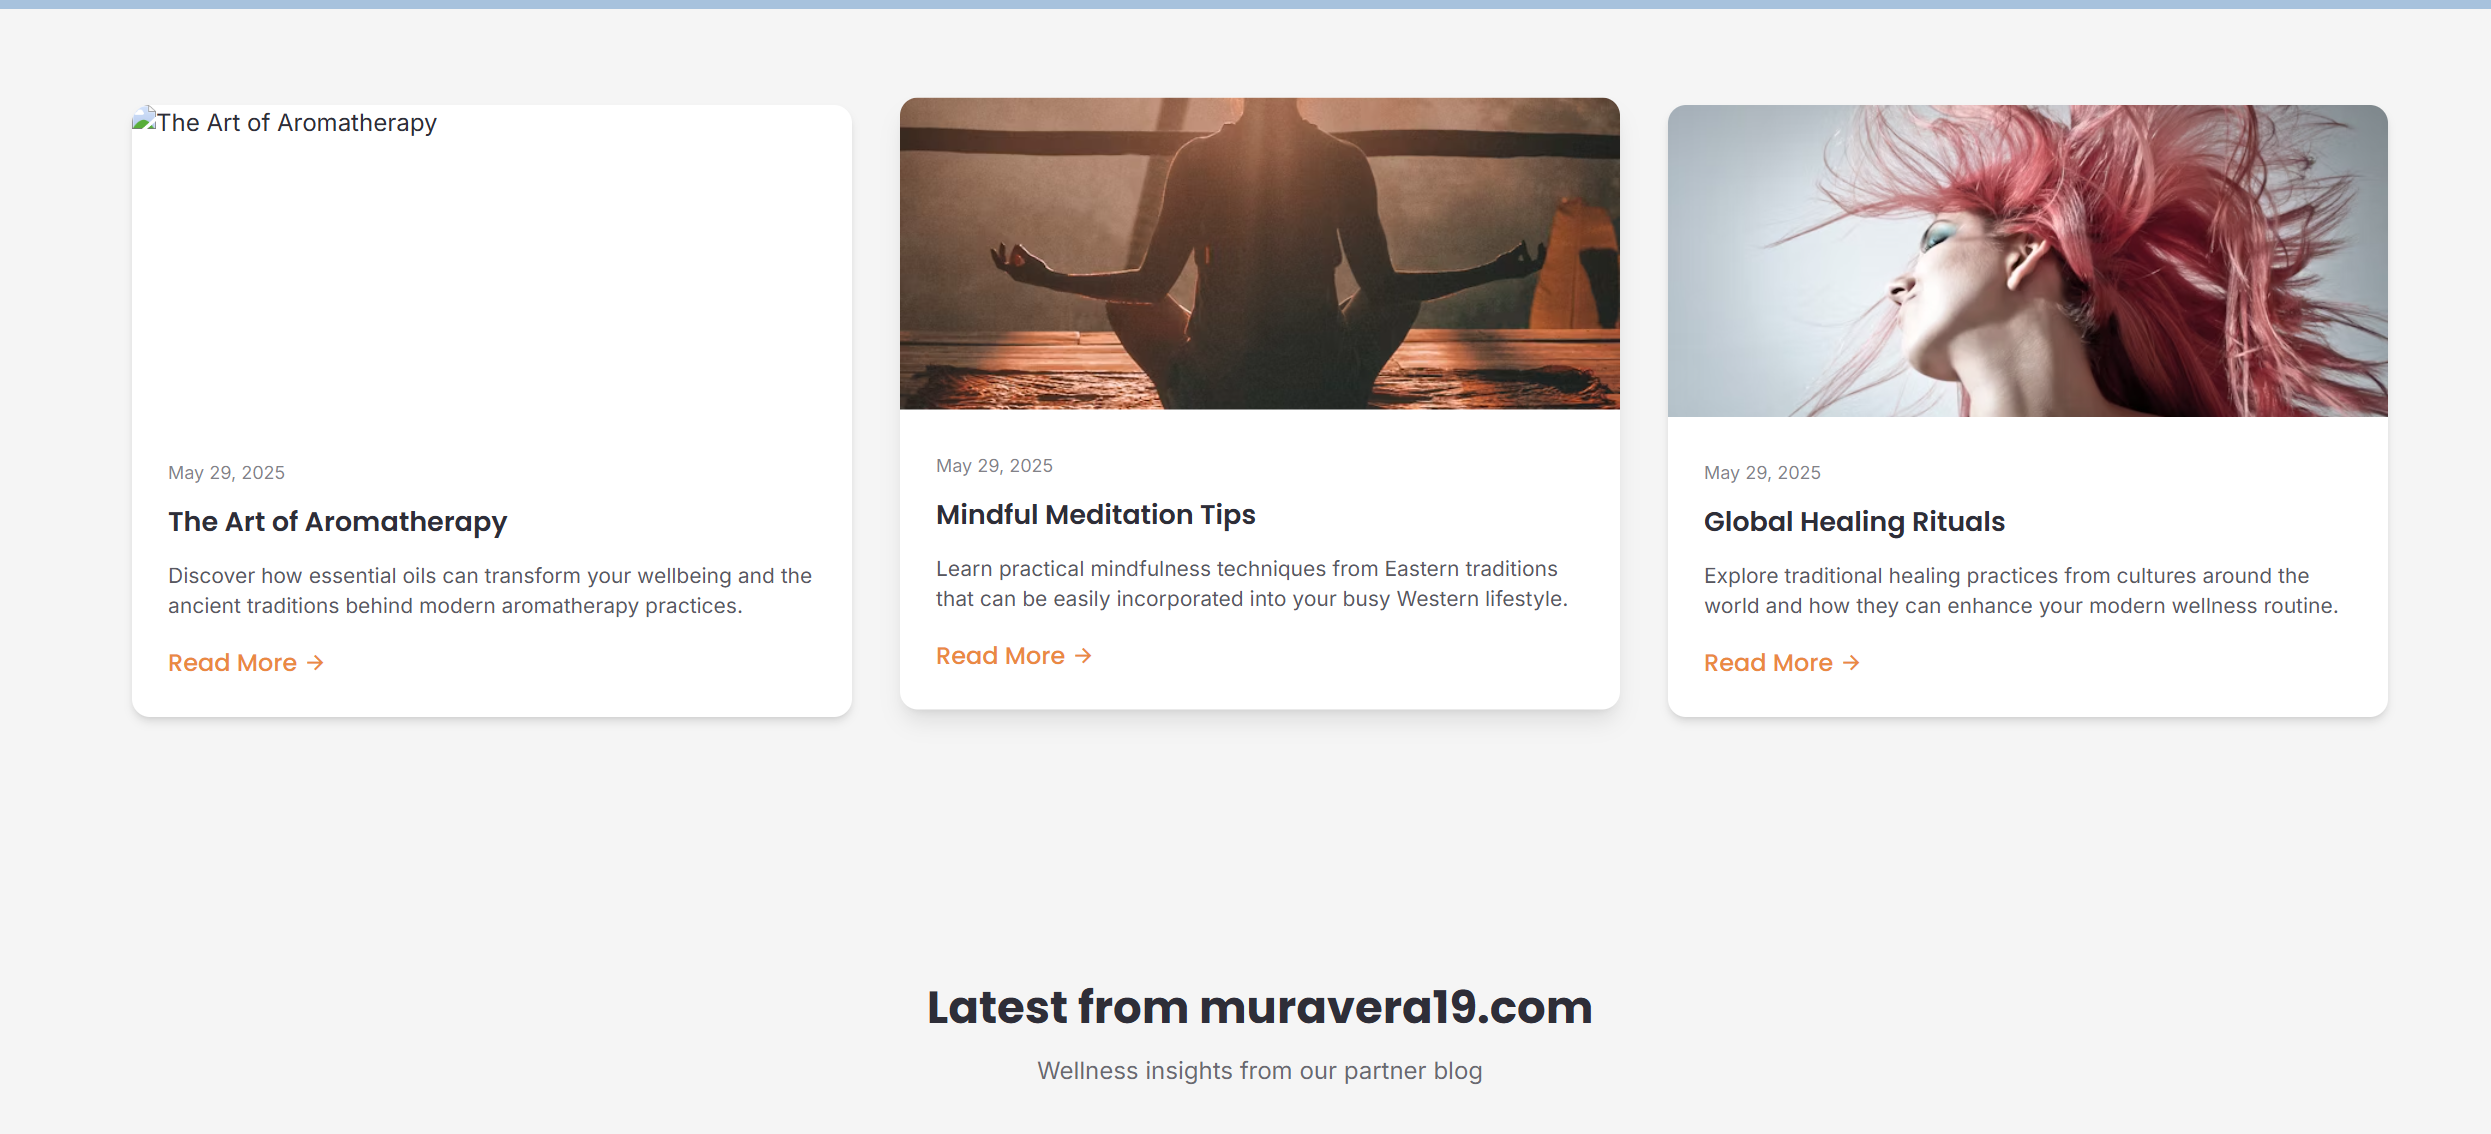 The Art of Aromatherapy
May 29, 2025
The Art of Aromatherapy
Discover how essential oils can transform your wellbeing and the
ancient traditions behind modern aromatherapy practices.
Read More →
May 29, 2025
Mindful Meditation Tips
Learn practical mindfulness techniques from Eastern traditions
that can be easily incorporated into your busy Western lifestyle.
Read More →
May 29, 2025
Global Healing Rituals
Explore traditional healing practices from cultures around the
world and how they can enhance your modern wellness routine.
Read More →
Latest from muravera19.com
Wellness insights from our partner blog